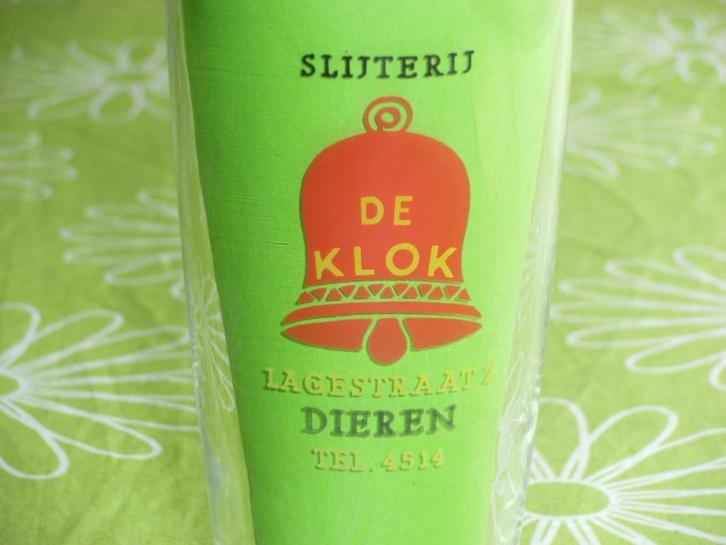 SLIJTERIJ
DE
KLOK
LAGESTRAAT 2
DIEREN
TEL. 4514